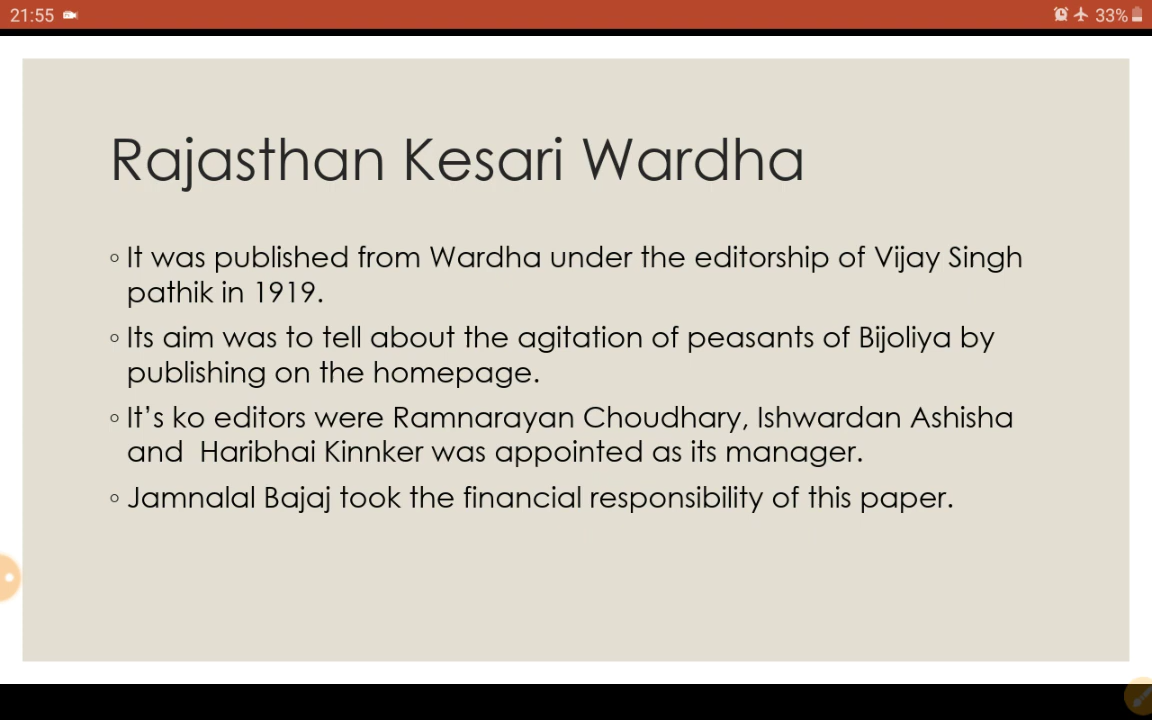 21:55
33%
Rajasthan Kesari Wardha
◦ It was published from Wardha under the editorship of Vijay Singh
pathik in 1919.
◦ Its aim was to tell about the agitation of peasants of Bijoliya by
publishing on the homepage.
◦ It’s ko editors were Ramnarayan Choudhary, Ishwardan Ashisha
and  Haribhai Kinnker was appointed as its manager.
◦ Jamnalal Bajaj took the financial responsibility of this paper.